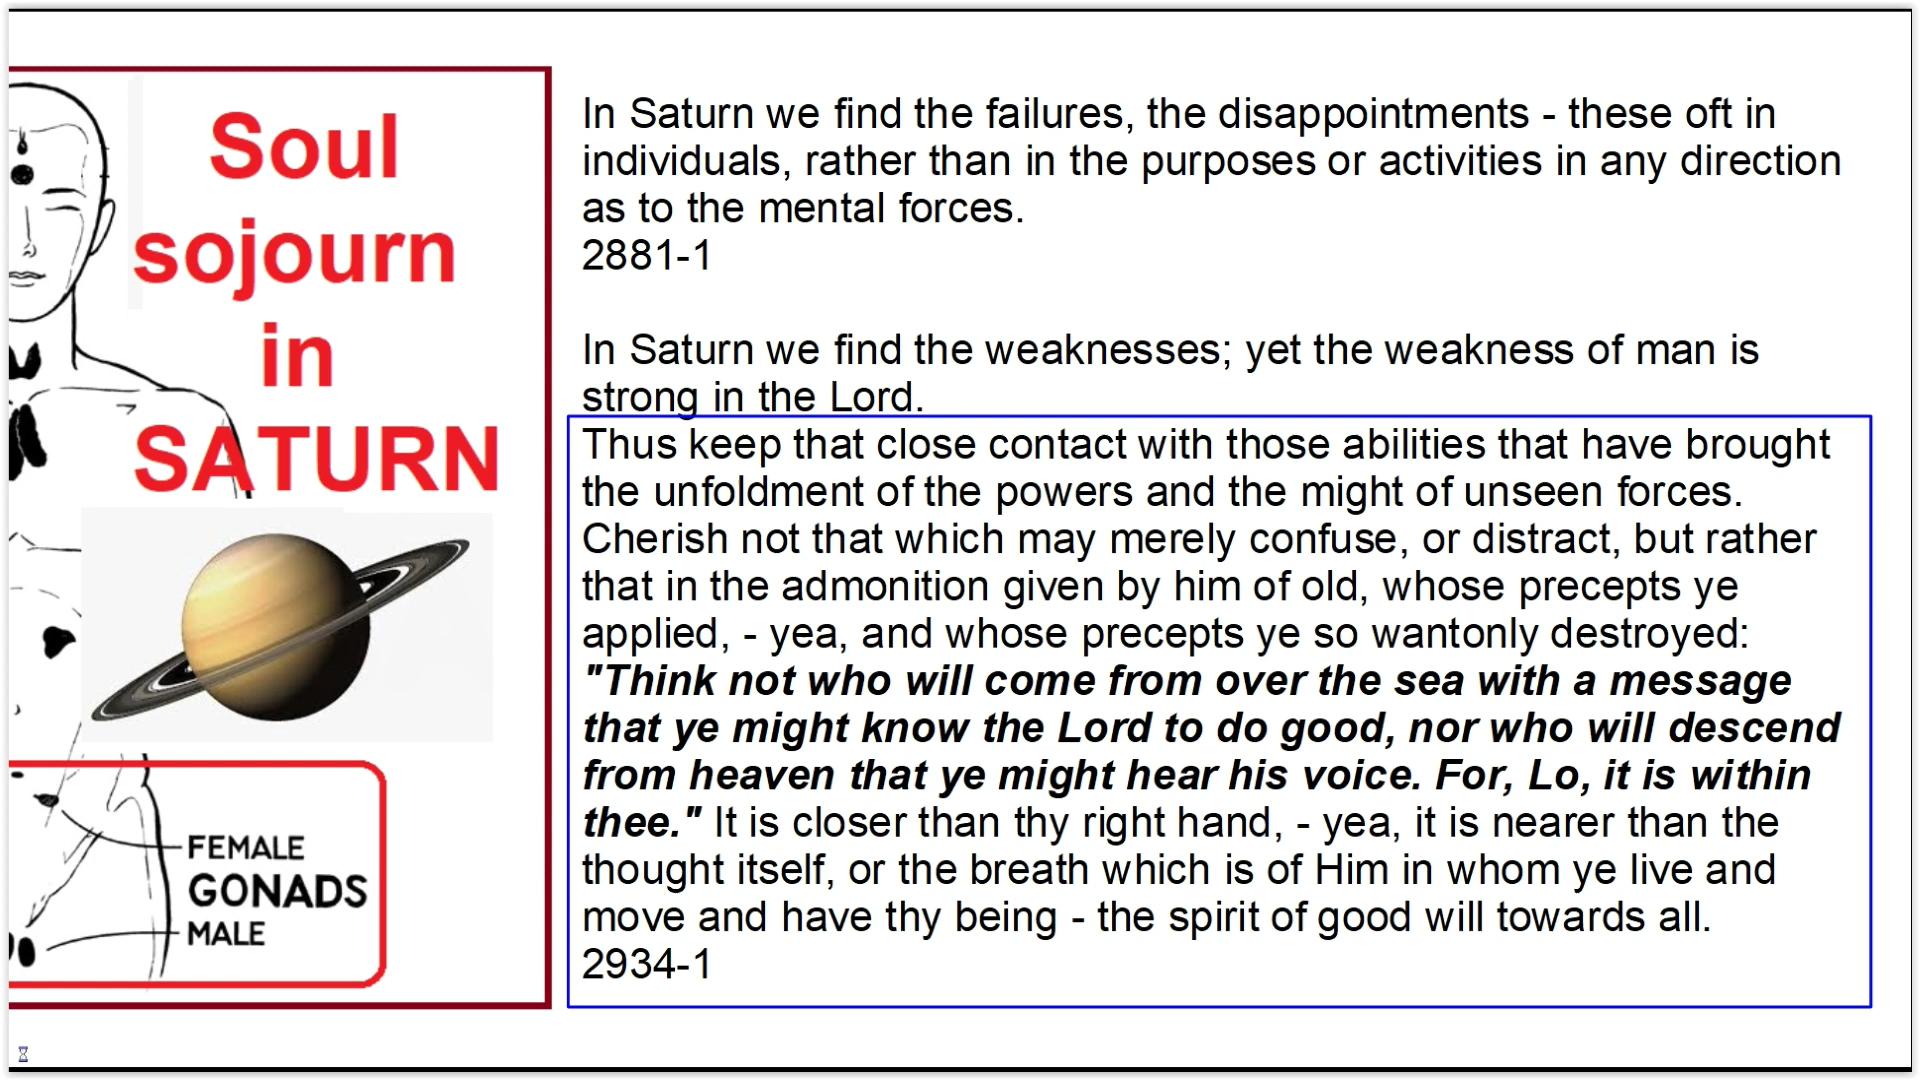 Soul
sojourn
in
SATURN
FEMALE
GONADS
MALE
In Saturn we find the failures, the disappointments - these oft in
individuals, rather than in the purposes or activities in any direction
as to the mental forces.
2881-1
In Saturn we find the weaknesses; yet the weakness of man is
strong in the Lord.
Thus keep that close contact with those abilities that have brought
the unfoldment of the powers and the might of unseen forces.
Cherish not that which may merely confuse, or distract, but rather
that in the admonition given by him of old, whose precepts ye
applied, - yea, and whose precepts ye so wantonly destroyed:
"Think not who will come from over the sea with a message
that ye might know the Lord to do good, nor who will descend
from heaven that ye might hear his voice. For, Lo, it is within
thee." It is closer than thy right hand, - yea, it is nearer than the
thought itself, or the breath which is of Him in whom ye live and
move and have thy being - the spirit of good will towards all.
2934-1